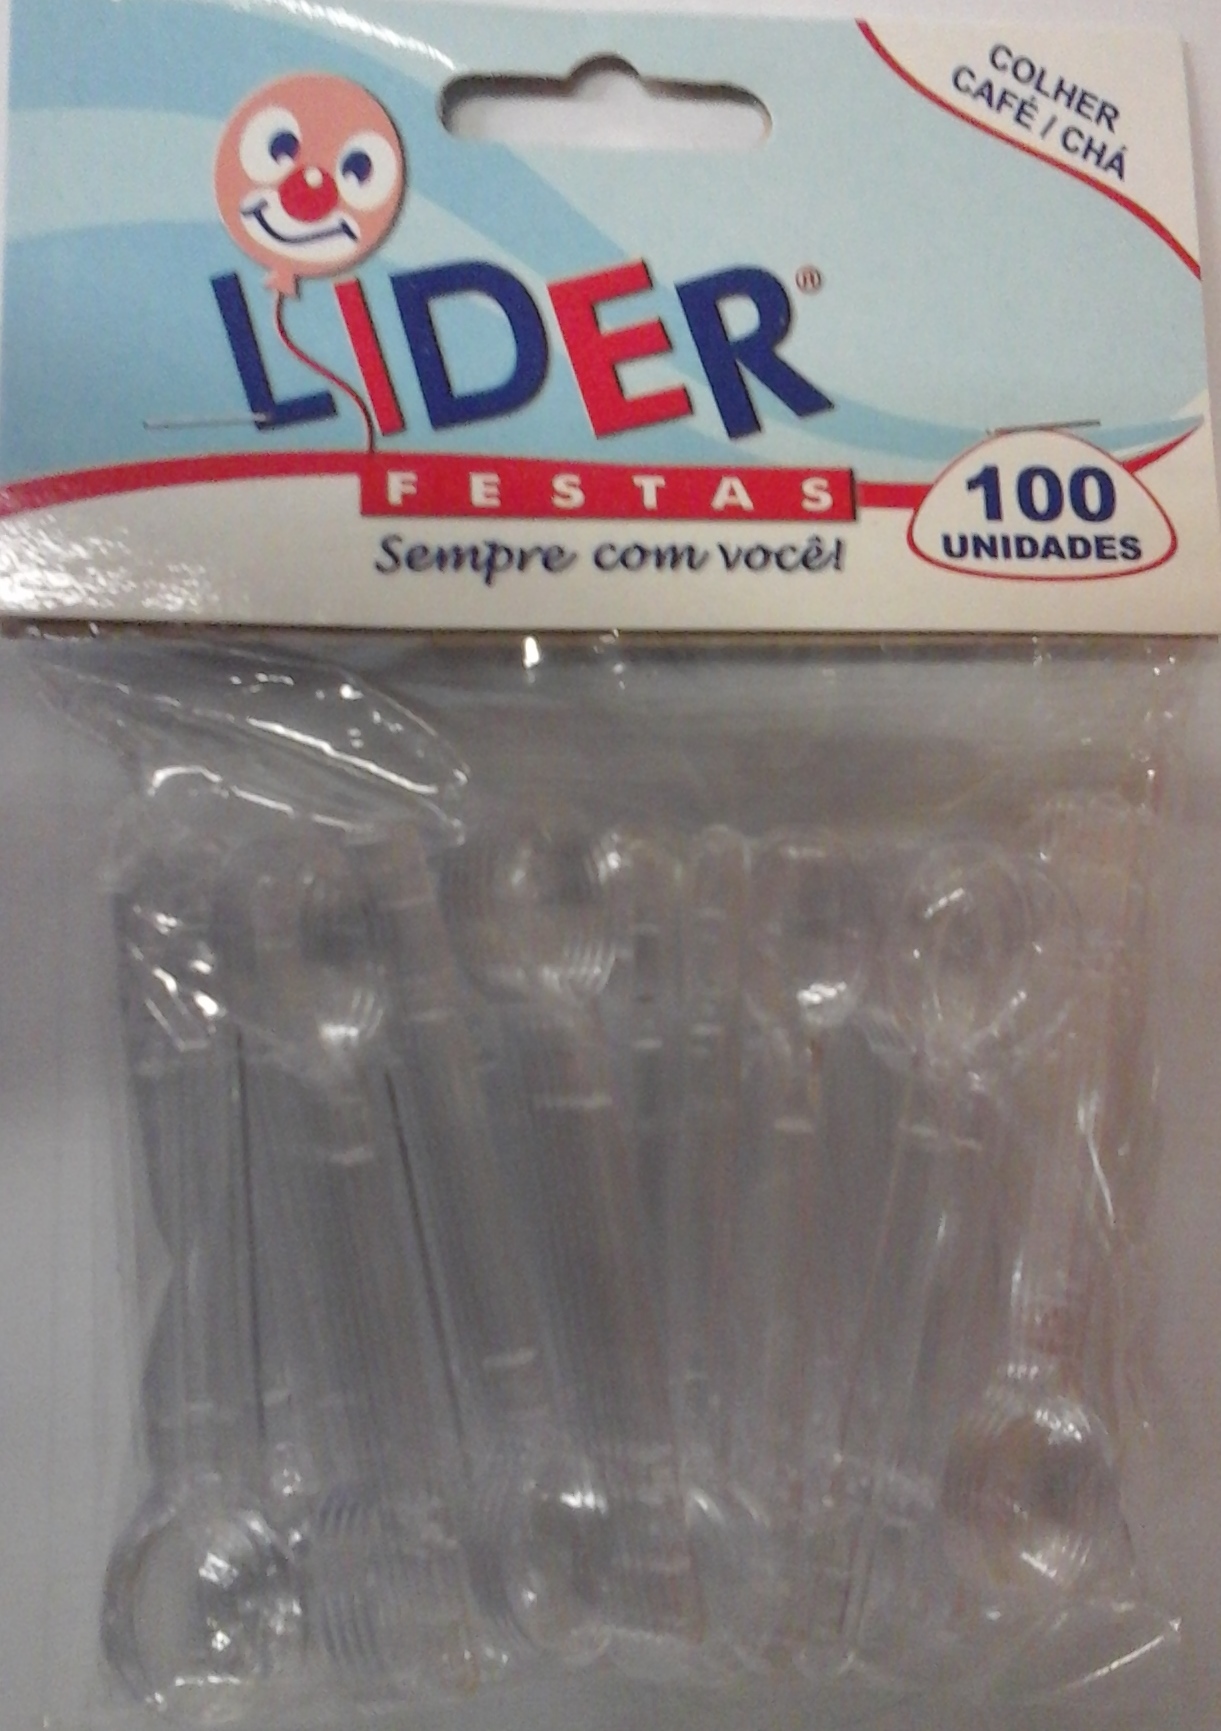 COLHER
CAFÉ / CHÁ
LIDER®
FESTAS
Sempre com você!
100
UNIDADES